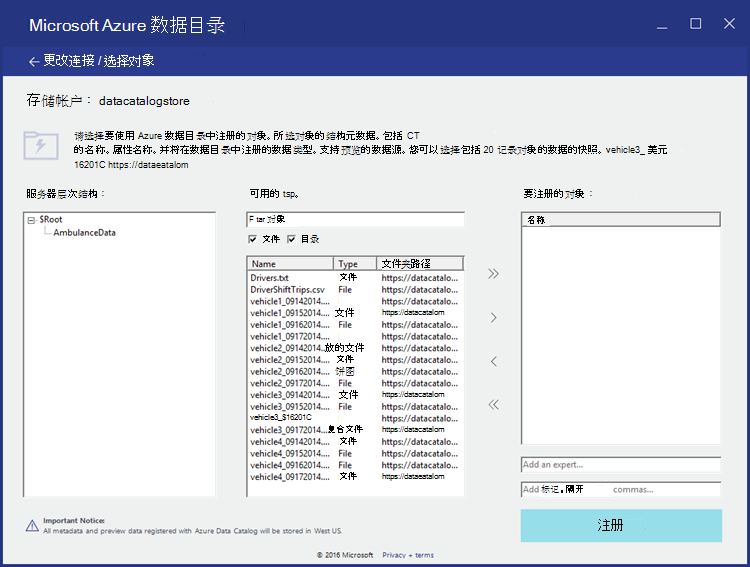 Microsoft Azure 数据目录
← 更改连接 / 选择对象
存储帐户： datacatalogstore
请选择要使用 Azure 数据目录中注册的对象。所选对象的结构元数据。包括 CT
的名称。属性名称。并将在数据目录中注册的数据类型。支持预览的数据源。您可以选择包括 20 记录对象的数据的快照。vehicle3_ 美元
16201C https://dataeatalom
服务器层次结构：
$Root
AmbulanceData
可用的 tsp。
F tar 对象
文件 目录
Name Type 文件夹路径
Drivers.txt 文件 https://datacatalo...
DriverShiftTrips.csv File https://datacatalo...
vehicle1_09142014.... https://datacatalo...
vehicle1_09152014.... 文件 https://datacatalom
vehicle1_09162014.... File https://datacatalo...
vehicle1_09172014.... https://datacatalo...
vehicle2_09142014... 放的文件 https://datacatalo...
vehicle2_09152014.... 文件 https://datacatalo...
vehicle2_09162014.... 饼图 https://datacatalo...
vehicle2_09172014.... File https://datacatalo...
vehicle3_09142014.... 文件 https://datacatalom
vehicle3_09152014.... File https://datacatalo...
vehicle3_$16201C https://datacatalo...
vehicle3_09172014... 复合文件 https://datacatalom
vehicle4_09142014.... 文件 https://datacatalo...
vehicle4_09152014.... File https://datacatalo...
vehicle4_09162014.... File https://datacatalo...
vehicle4_09172014.... 文件 https://dataeatalom
要注册的对象：
名称
Add an expert...
Add 标记。隔开 commas...
注册
Important Notice:
All metadata and preview data registered with Azure Data Catalog will be stored in West US.
© 2016 Microsoft Privacy + terms